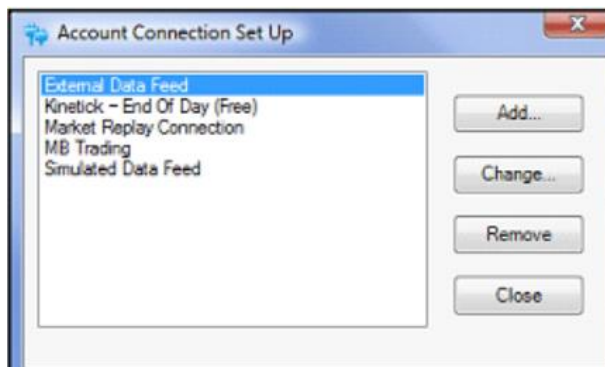 Account Connection Set Up
External Data Feed
Kinetick – End Of Day (Free)
Market Replay Connection
MB Trading
Simulated Data Feed
Add...
Change...
Remove
Close